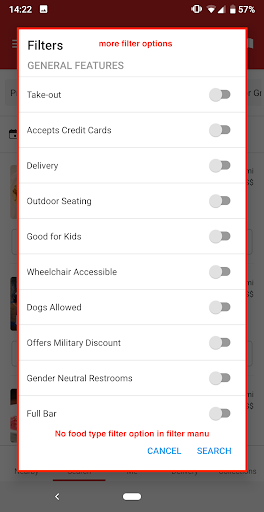 14:22
57%
Filters
more filter options
GENERAL FEATURES
Take-out
Accepts Credit Cards
Delivery
Outdoor Seating
Good for Kids
Wheelchair Accessible
Dogs Allowed
Offers Military Discount
Gender Neutral Restrooms
Full Bar
No food type filter option in filter manu
CANCEL
SEARCH